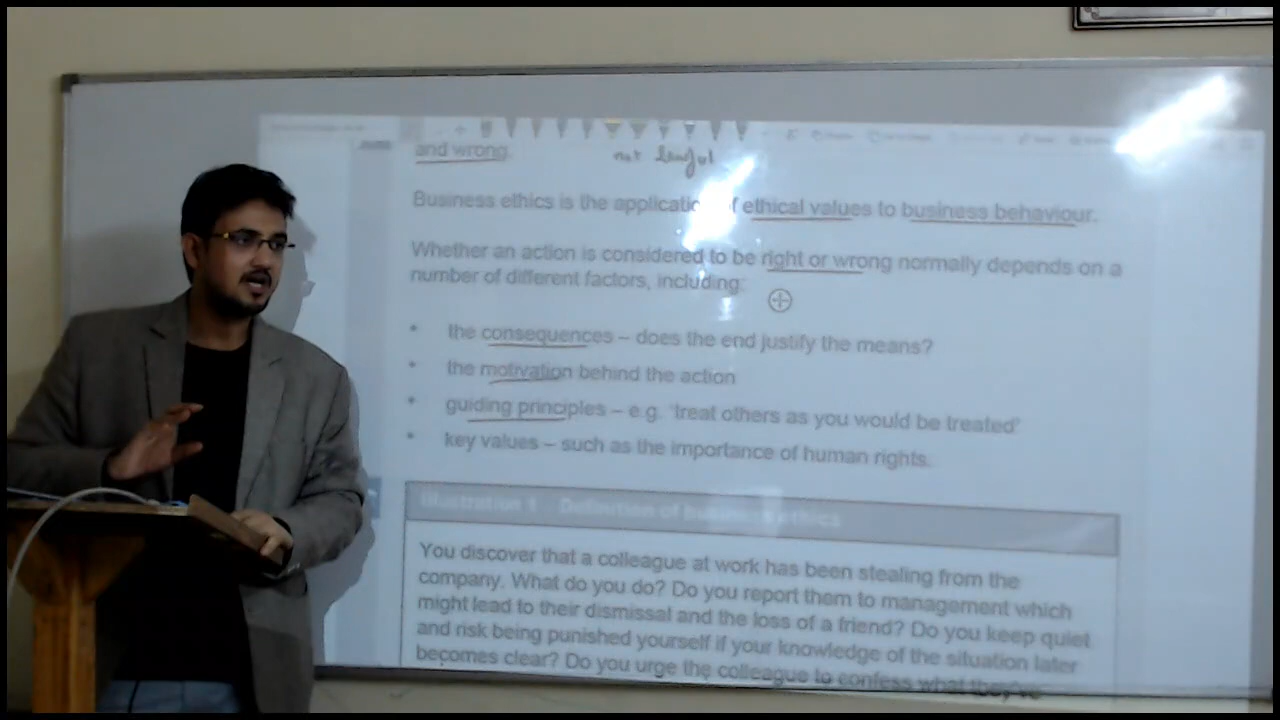 and wrong.
not
Business ethics is the application of ethical values to business behaviour.
Whether an action is considered to be right or wrong normally depends on a
number of different factors, including:
• the consequences – does the end justify the means?
• the motivation behind the action
• guiding principles – e.g. 'treat others as you would be treated'
• key values – such as the importance of human rights.
Illustration 1 Definition of business ethics
You discover that a colleague at work has been stealing from the
company. What do you do? Do you report them to management which
might lead to their dismissal and the loss of a friend? Do you keep quiet
and risk being punished yourself if your knowledge of the situation later
becomes clear? Do you urge the colleague to confess what they've